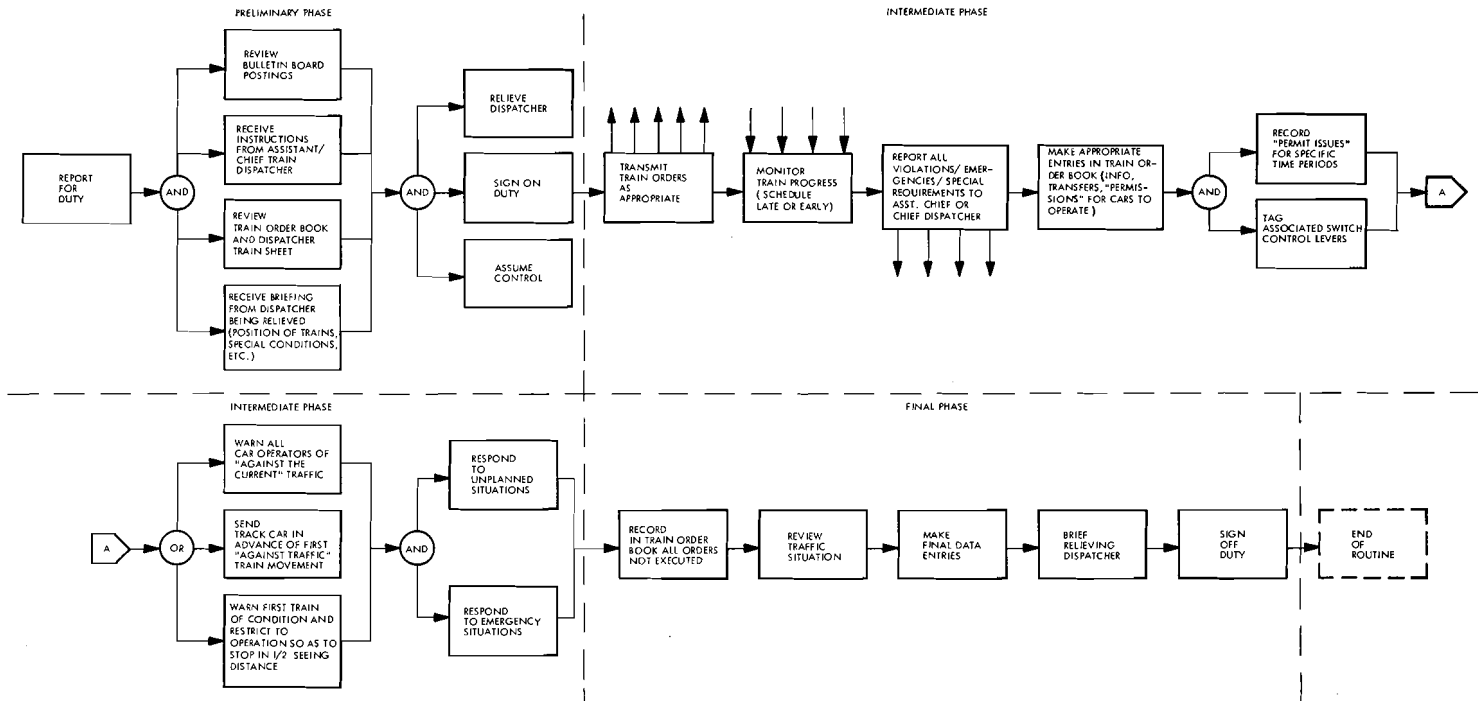 PRELIMINARY PHASE
INTERMEDIATE PHASE
REPORT
FOR
DUTY
AND
REVIEW
BULLETIN BOARD
POSTINGS
RECEIVE
INSTRUCTIONS
FROM ASSISTANT/
CHIEF TRAIN
DISPATCHER
REVIEW
TRAIN ORDER BOOK
AND DISPATCHER
TRAIN SHEET
RECEIVE BRIEFING
FROM DISPATCHER
BEING RELIEVED
(POSITION OF TRAINS,
SPECIAL CONDITIONS,
ETC.)
AND
RELIEVE
DISPATCHER
SIGN ON
DUTY
ASSUME
CONTROL
TRANSMIT
TRAIN ORDERS
AS
APPROPRIATE
MONITOR
TRAIN PROGRESS
(SCHEDULE
LATE OR EARLY)
REPORT ALL
VIOLATIONS/ EMER-
GENCIES/ SPECIAL
REQUIREMENTS TO
ASST. CHIEF OR
CHIEF DISPATCHER
MAKE APPROPRIATE
ENTRIES IN TRAIN OR-
DER BOOK (INFO,
TRANSFERS, "PERMIS-
SIONS" FOR CARS TO
OPERATE)
AND
RECORD
"PERMIT ISSUES"
FOR SPECIFIC
TIME PERIODS
TAG
ASSOCIATED SWITCH
CONTROL LEVERS
A
INTERMEDIATE PHASE
FINAL PHASE
A
OR
WARN ALL
CAR OPERATORS OF
"AGAINST THE
CURRENT" TRAFFIC
SEND
TRACK CAR IN
ADVANCE OF FIRST
"AGAINST TRAFFIC"
TRAIN MOVEMENT
WARN FIRST TRAIN
OF CONDITION AND
RESTRICT TO
OPERATION SO AS TO
STOP IN 1/2 SEEING
DISTANCE
AND
RESPOND
TO
UNPLANNED
SITUATIONS
RESPOND
TO EMERGENCY
SITUATIONS
RECORD
IN TRAIN ORDER
BOOK ALL ORDERS
NOT EXECUTED
REVIEW
TRAFFIC
SITUATION
MAKE
FINAL DATA
ENTRIES
BRIEF
RELIEVING
DISPATCHER
SIGN
OFF
DUTY
END
OF
ROUTINE